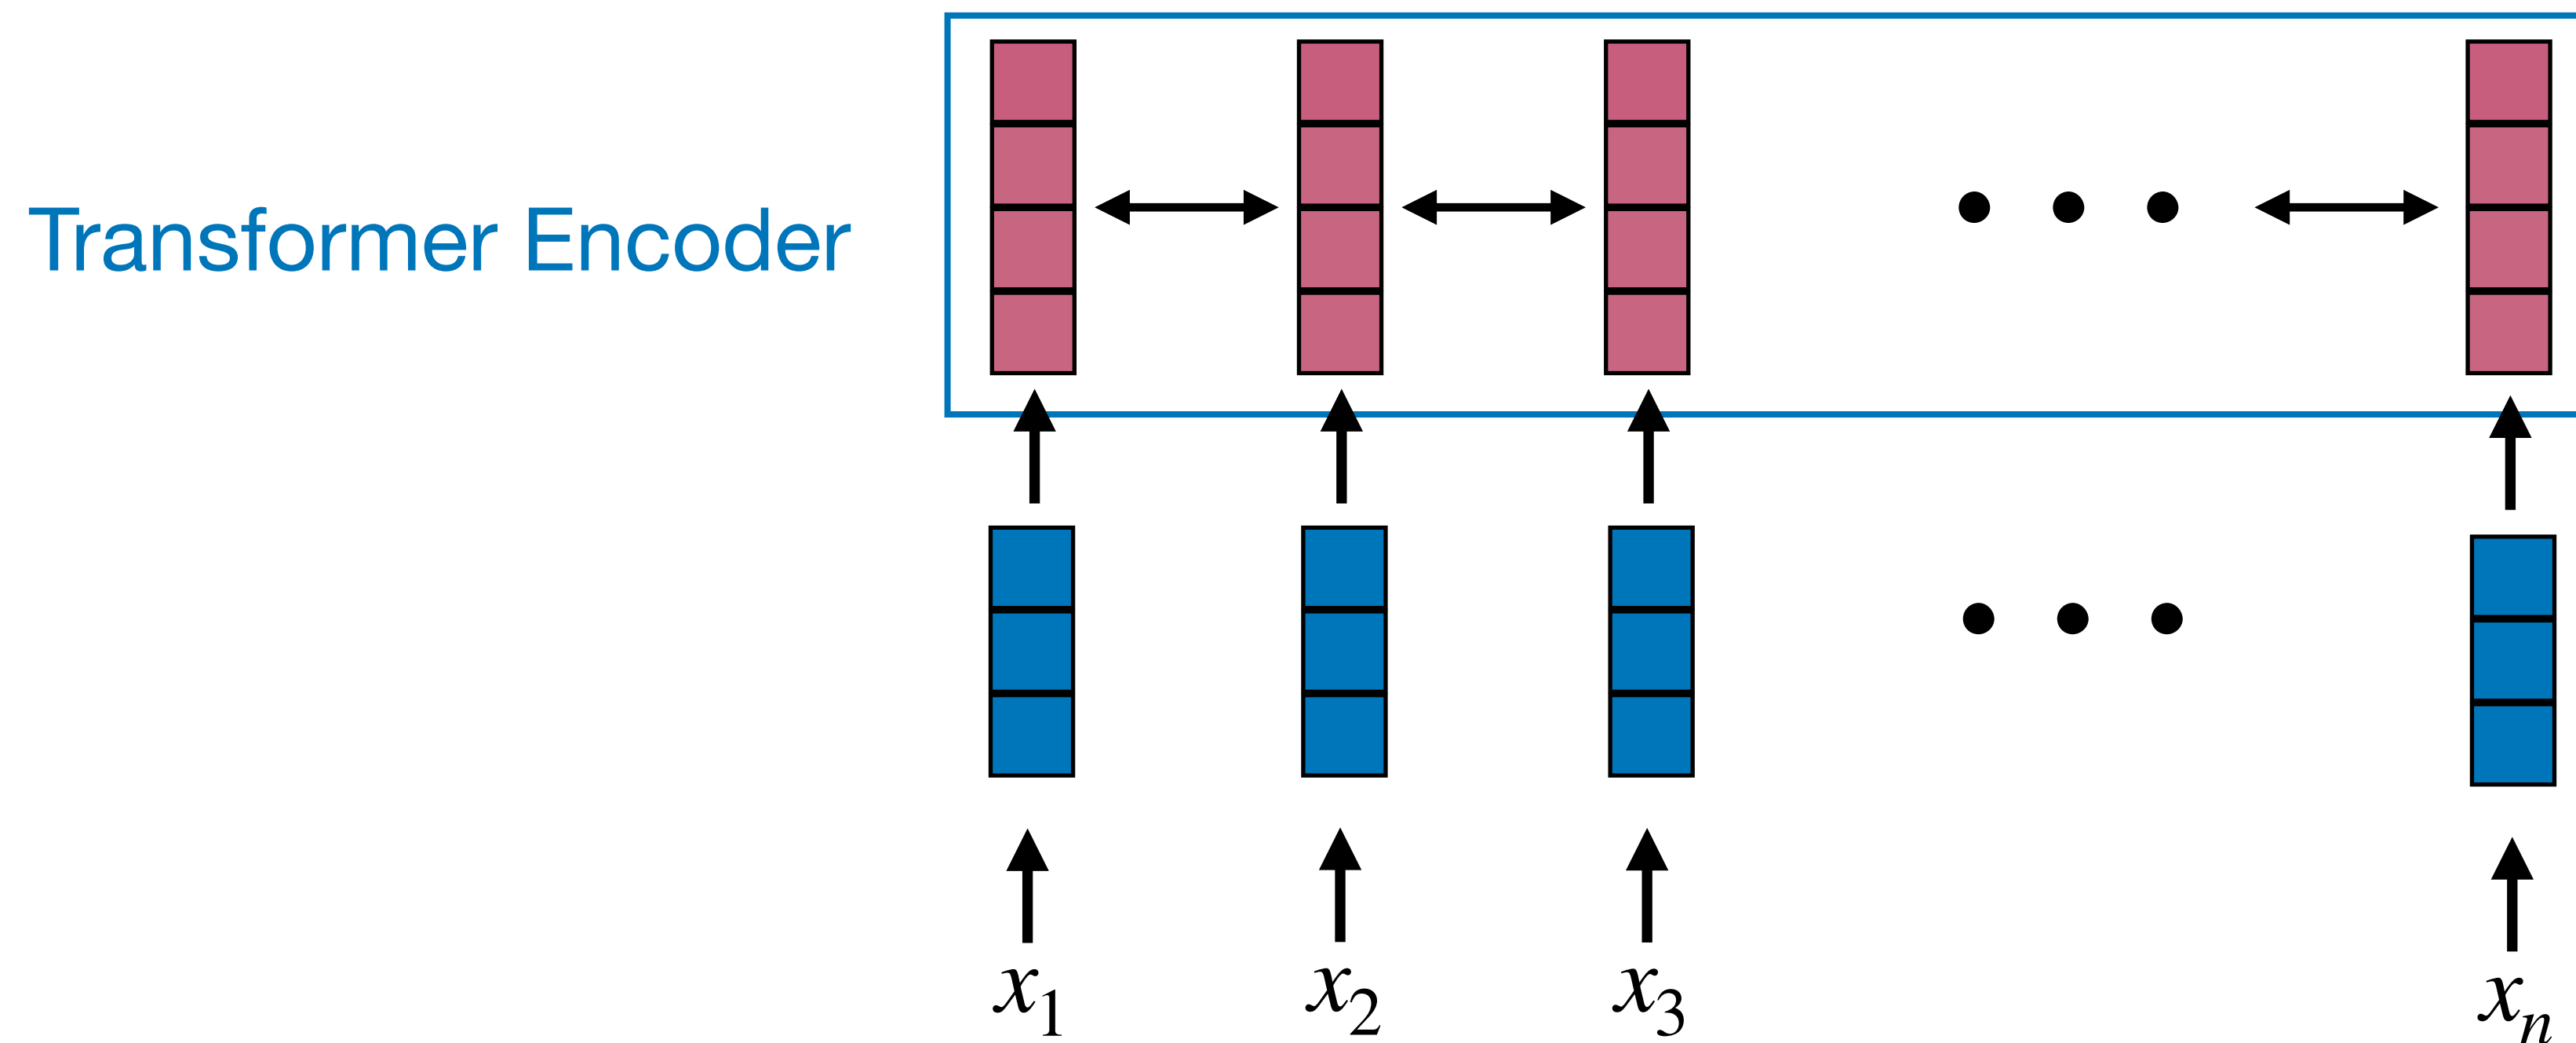 Transformer Encoder
x₁ x₂ x₃ xₙ